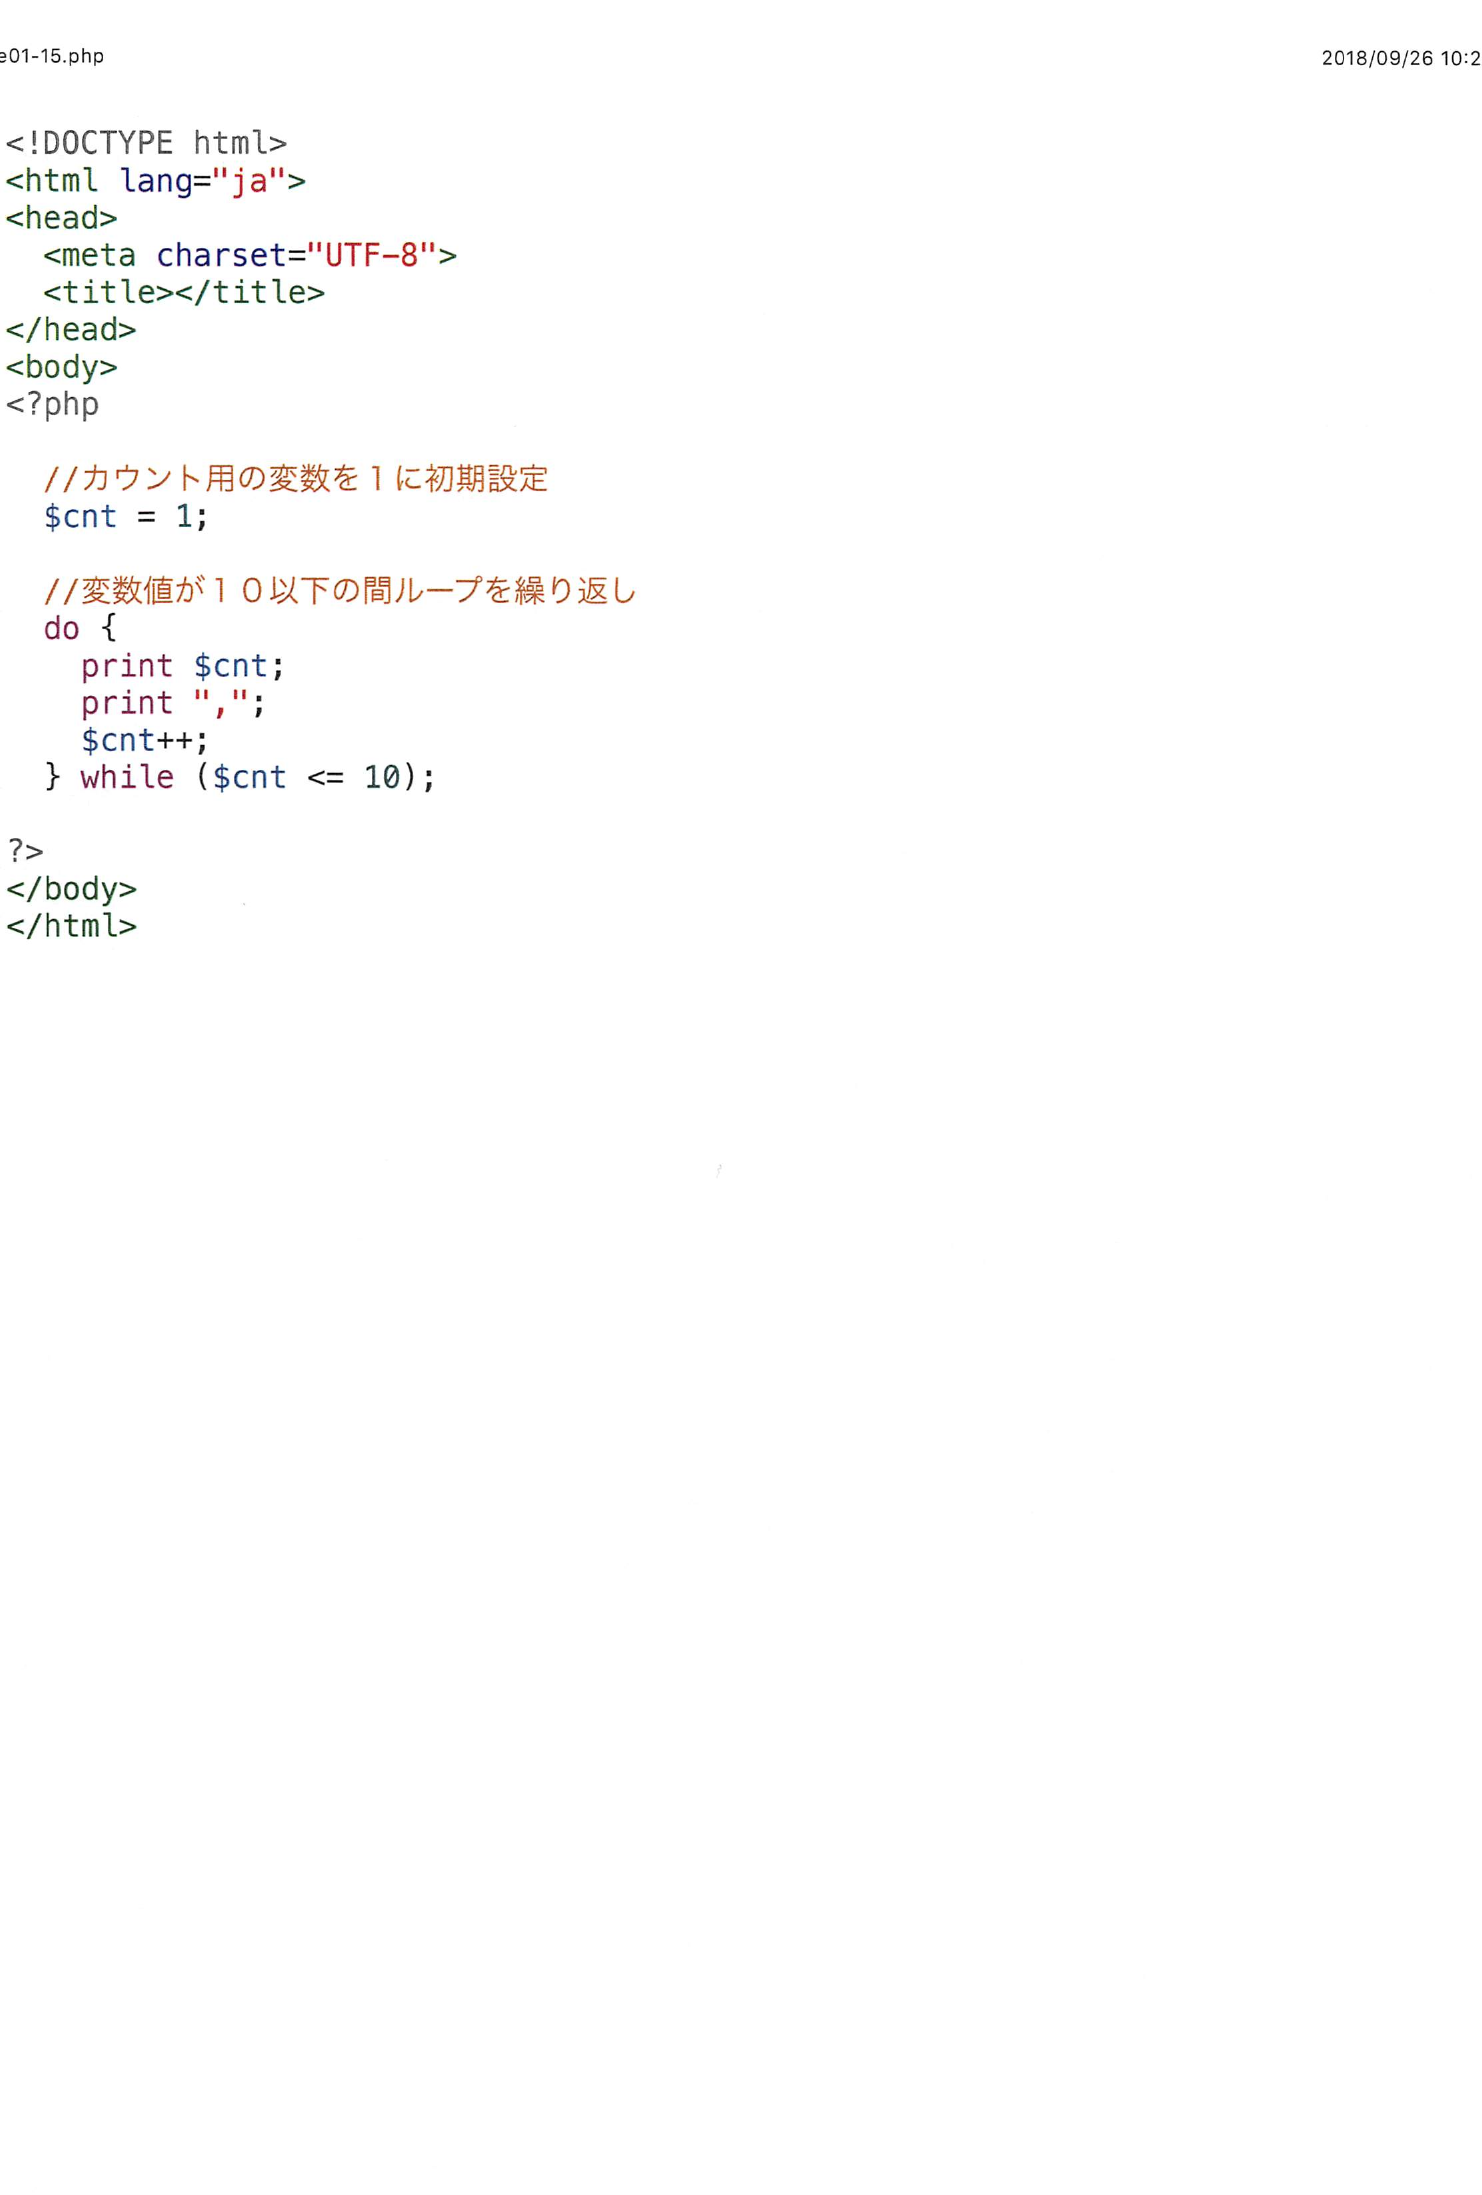 e01-15.php 2018/09/26 10:2
<!DOCTYPE html>
<html lang="ja">
<head>
  <meta charset="UTF-8">
  <title></title>
</head>
<body>
<?php

  //カウント用の変数を１に初期設定
  $cnt = 1;

  //変数値が１０以下の間ループを繰り返し
  do {
    print $cnt;
    print ",";
    $cnt++;
  } while ($cnt <= 10);

?>
</body>
</html>